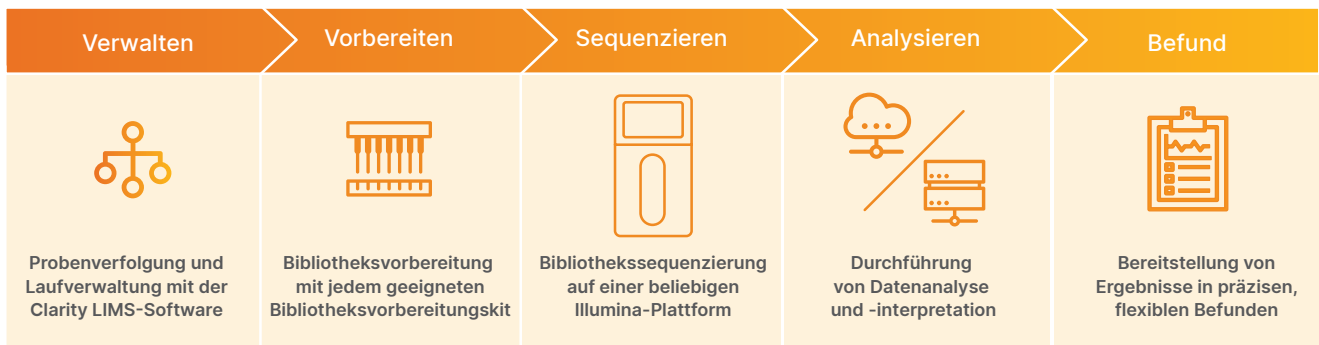 Verwalten
Vorbereiten
Sequenzieren
Analysieren
Befund
Probenverfolgung und
Laufverwaltung mit der
Clarity LIMS-Software
Bibliotheksvorbereitung
mit jedem geeigneten
Bibliotheksvorbereitungskit
Bibliothekssequenzierung
auf einer beliebigen
Illumina-Plattform
Durchführung
von Datenanalyse
und -interpretation
Bereitstellung von
Ergebnisse in präzisen,
flexiblen Befunden